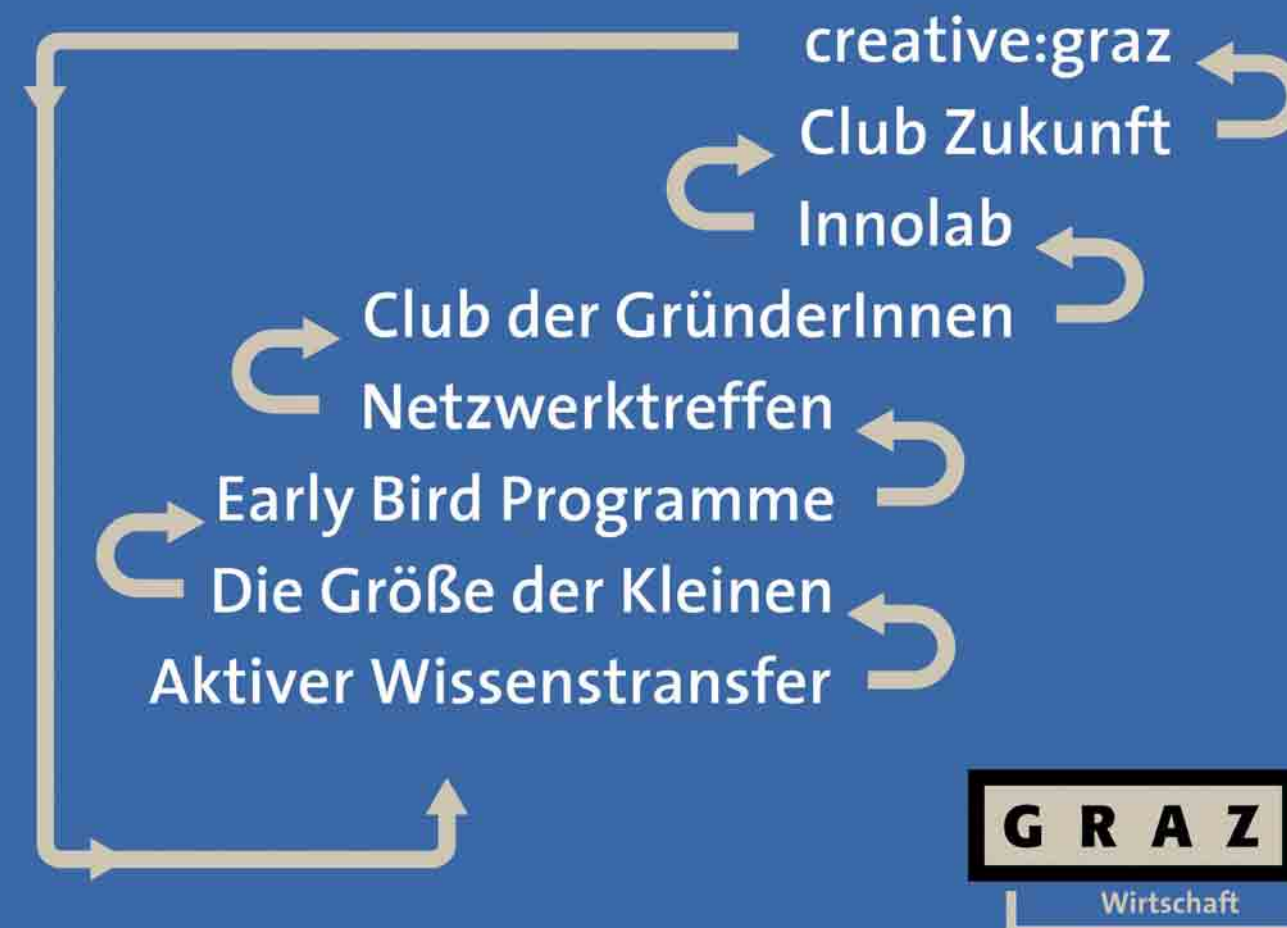 creative:graz
Club Zukunft
Innolab
Club der GründerInnen
Netzwerktreffen
Early Bird Programme
Die Größe der Kleinen
Aktiver Wissenstransfer
GRAZ
Wirtschaft